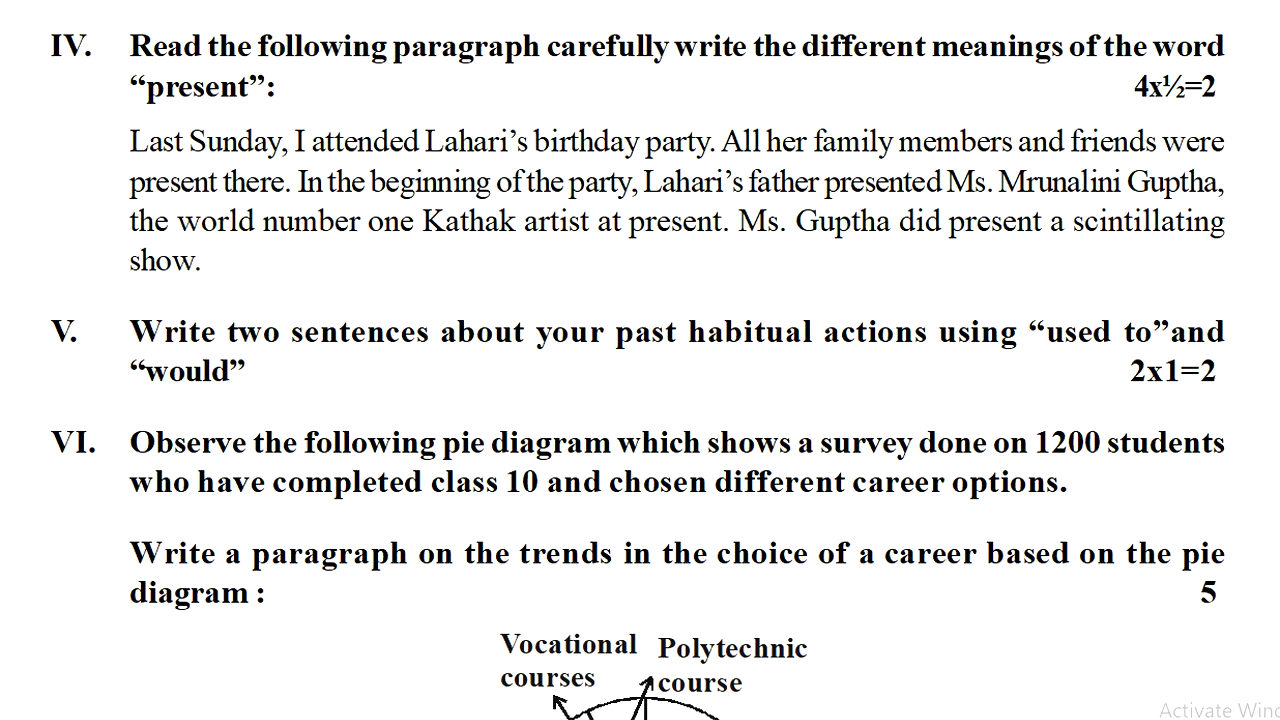 IV. Read the following paragraph carefully write the different meanings of the word
“present”: 4x½=2
Last Sunday, I attended Lahari’s birthday party. All her family members and friends were
present there. In the beginning of the party, Lahari’s father presented Ms. Mrunalini Guptha,
the world number one Kathak artist at present. Ms. Guptha did present a scintillating
show.
V. Write two sentences about your past habitual actions using “used to”and
“would” 2x1=2
VI. Observe the following pie diagram which shows a survey done on 1200 students
who have completed class 10 and chosen different career options.
Write a paragraph on the trends in the choice of a career based on the pie
diagram : 5
Vocational
courses
Polytechnic
course
Activate Wind